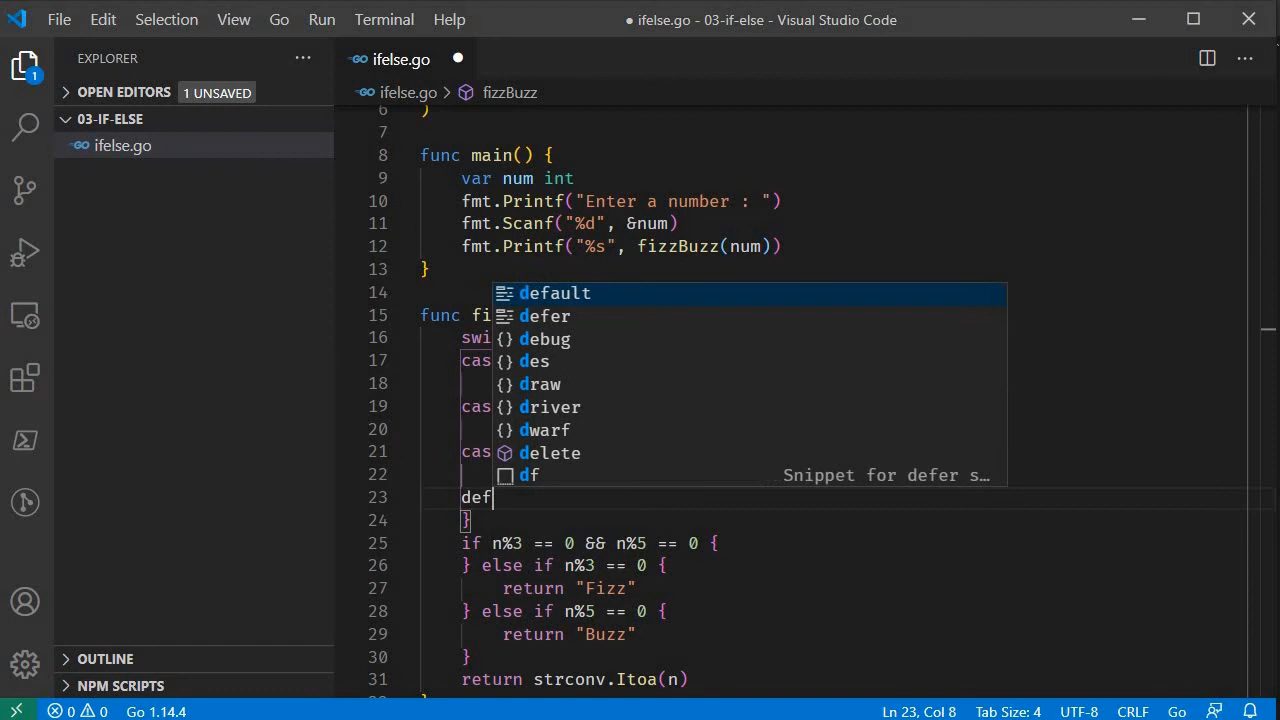 File Edit Selection View Go Run Terminal Help ● ifelse.go - 03-if-else - Visual Studio Code
EXPLORER ···
ifelse.go
1
OPEN EDITORS 1 UNSAVED
ifelse.go > fizzBuzz
03-IF-ELSE
ifelse.go
6 )
7
8 func main() {
9 var num int
10 fmt.Printf("Enter a number : ")
11 fmt.Scanf("%d", &num)
12 fmt.Printf("%s", fizzBuzz(num))
13 }
14
default
15 func fi
defer
16 swi
debug
17 cas
des
18
draw
19 cas
driver
20
dwarf
21 cas
delete
22
df Snippet for defer s…
23 def
24 }
25 if n%3 == 0 && n%5 == 0 {
26 } else if n%3 == 0 {
27 return "Fizz"
28 } else if n%5 == 0 {
29 return "Buzz"
30 }
31 return strconv.Itoa(n)
OUTLINE
NPM SCRIPTS
0 0 Go 1.14.4 Ln 23, Col 8 Tab Size: 4 UTF-8 CRLF Go